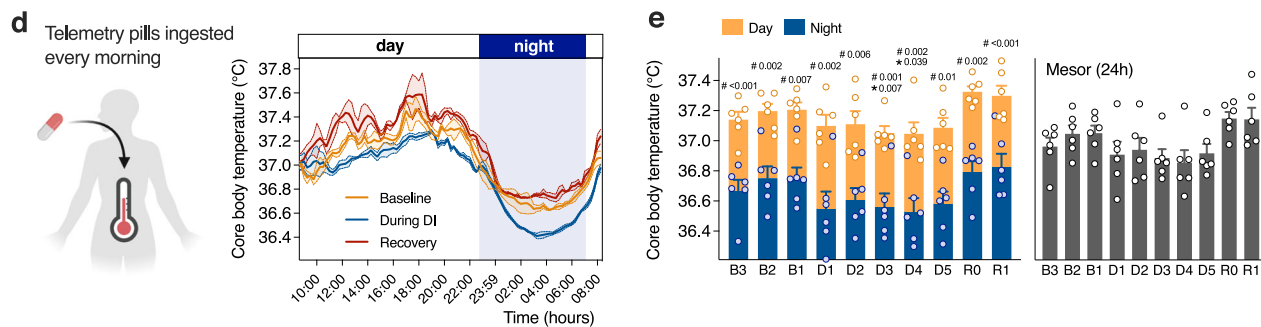 d
Telemetry pills ingested
every morning
day
night
Core body temperature (°C)
37.8
37.6
37.4
37.2
37.0
36.8
36.6
36.4
Baseline
During DI
Recovery
10:00
12:00
14:00
16:00
18:00
20:00
22:00
23:59
02:00
04:00
06:00
08:00
Time (hours)
e
Day
Night
Core body temperature (°C)
37.4
37.2
37.0
36.8
36.6
36.4
# <0.001
# 0.002
# 0.007
# 0.002
# 0.006
# 0.001
* 0.007
# 0.002
* 0.039
# 0.01
# 0.002
# <0.001
B3 B2 B1 D1 D2 D3 D4 D5 R0 R1
Mesor (24h)
B3 B2 B1 D1 D2 D3 D4 D5 R0 R1